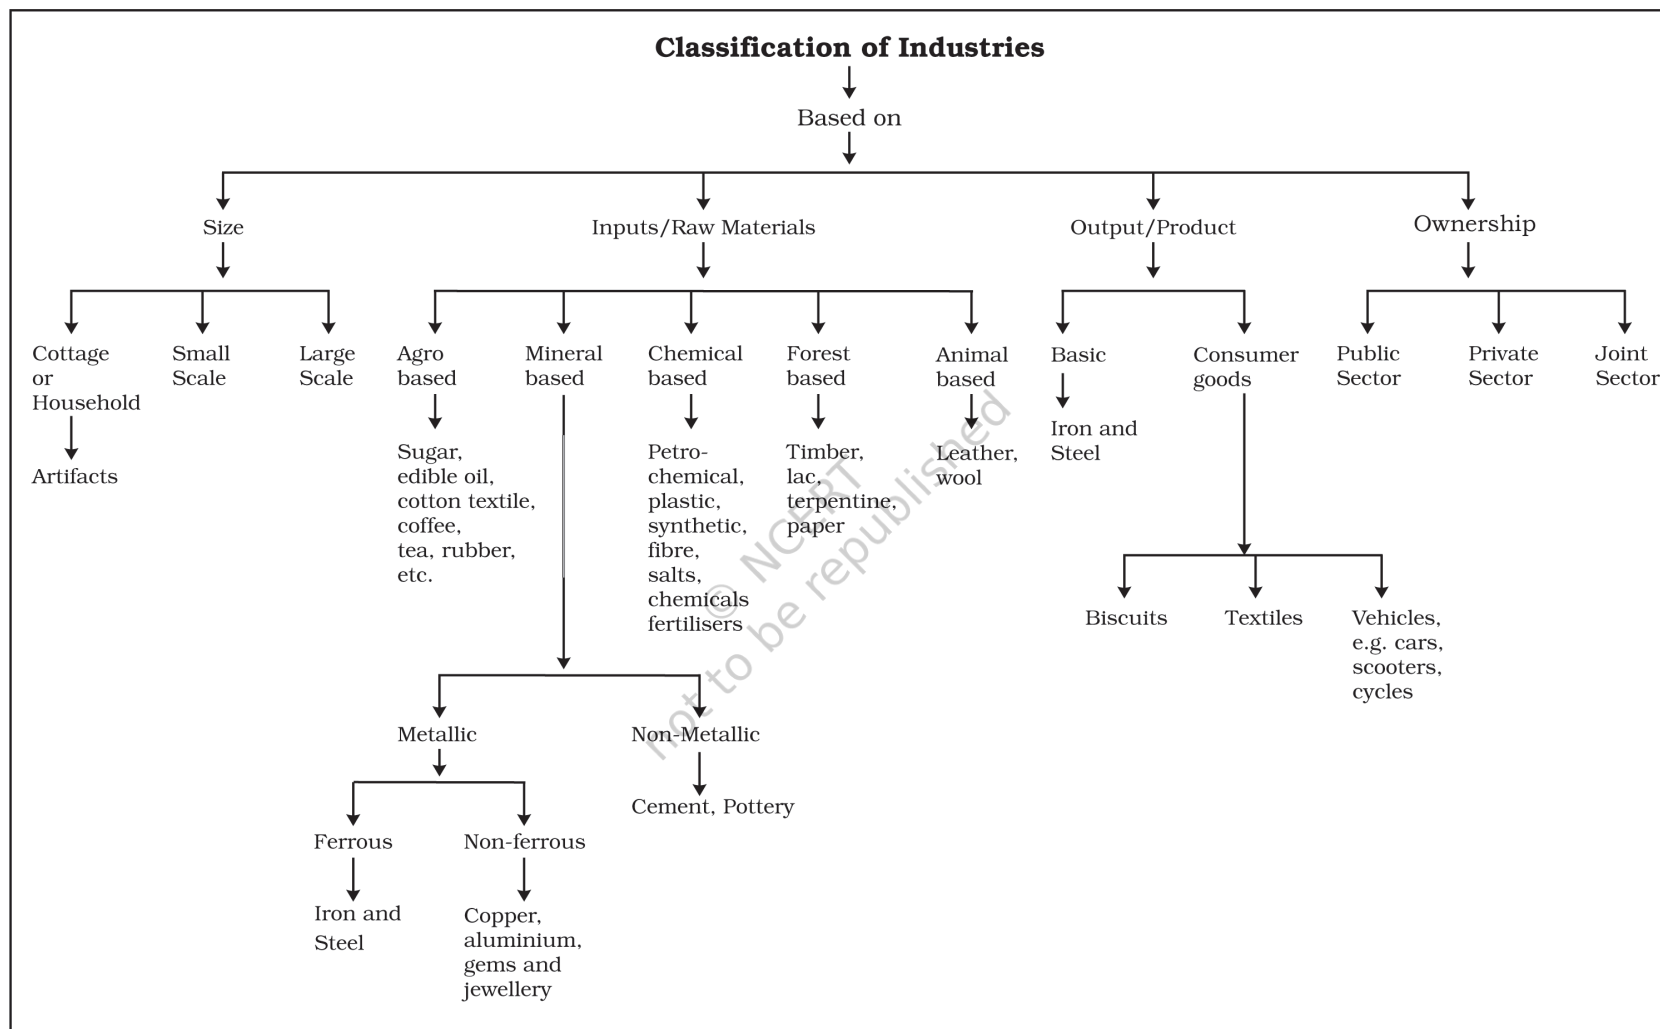 Classification of Industries
Based on
Size
Inputs/Raw Materials
Output/Product
Ownership
Cottage
or
Household
Small
Scale
Large
Scale
Agro
based
Mineral
based
Chemical
based
Forest
based
Animal
based
Basic
Consumer
goods
Public
Sector
Private
Sector
Joint
Sector
Artifacts
Sugar,
edible oil,
cotton textile,
coffee,
tea, rubber,
etc.
Petro-
chemical,
plastic,
synthetic,
fibre,
salts,
chemicals
fertilisers
Timber,
lac,
terpentine,
paper
Leather,
wool
Iron and
Steel
Biscuits
Textiles
Vehicles,
e.g. cars,
scooters,
cycles
Metallic
Non-Metallic
Cement, Pottery
Ferrous
Non-ferrous
Iron and
Steel
Copper,
aluminium,
gems and
jewellery
© NCERT
not to be republished